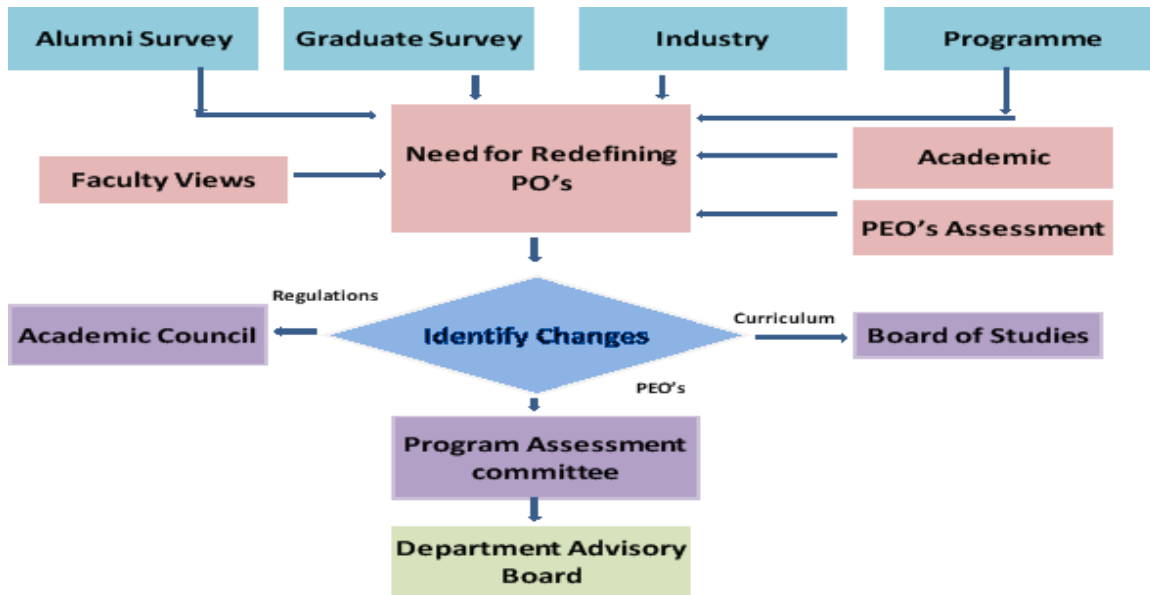 Alumni Survey
Graduate Survey
Industry
Programme
Need for Redefining
PO's
Faculty Views
Academic
PEO's Assessment
Regulations
Academic Council
Identify Changes
Curriculum
Board of Studies
PEO's
Program Assessment
committee
Department Advisory
Board